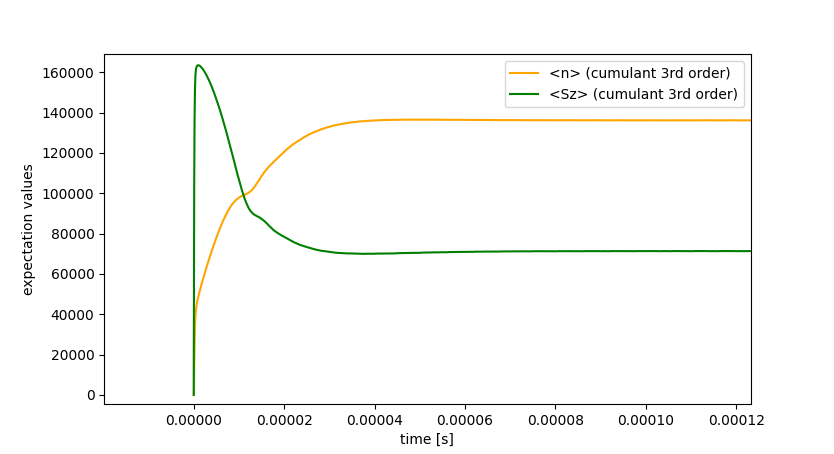 160000
140000
120000
100000
80000
60000
40000
20000
0
expectation values
<n> (cumulant 3rd order)
<Sz> (cumulant 3rd order)
0.00000 0.00002 0.00004 0.00006 0.00008 0.00010 0.00012
time [s]